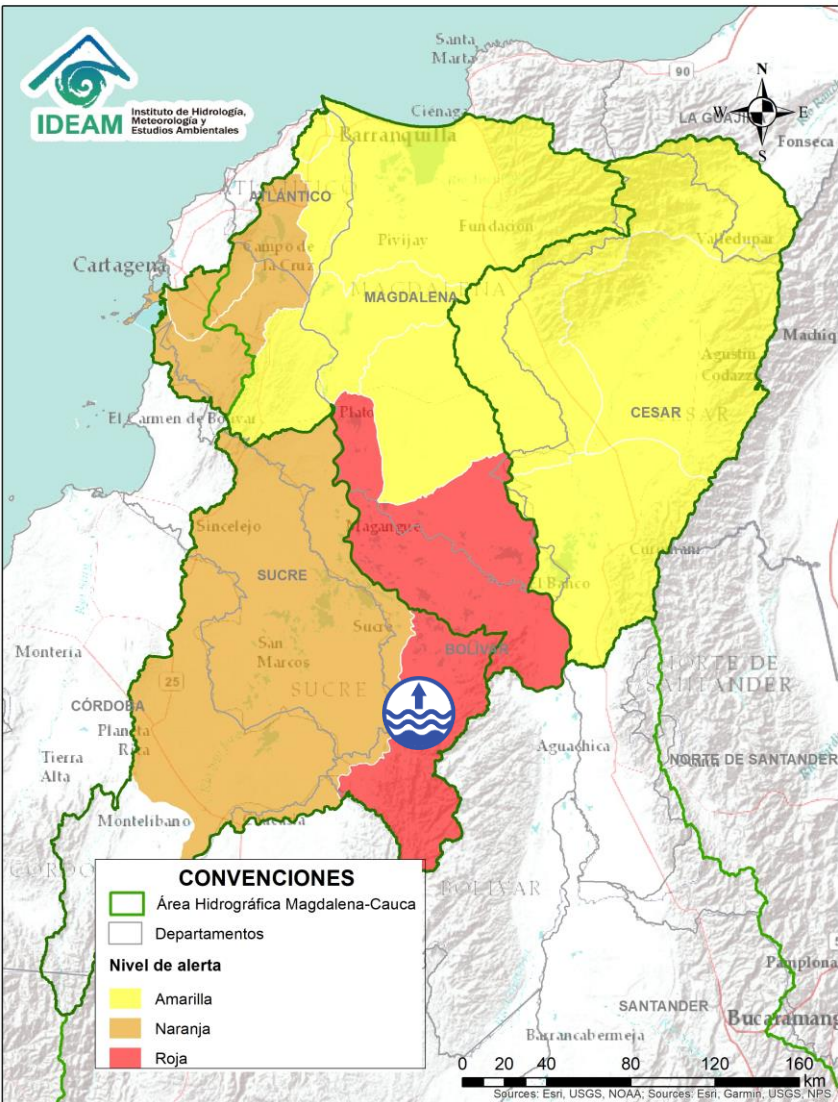 IDEAM
Instituto de Hidrología,
Meteorología y
Estudios Ambientales
Santa
Marta
90
N
W
E
S
Ciénaga
LA GUAJIRA
Fonseca
Barranquilla
ATLÁNTICO
Valledupar
Campo de
la Cruz
Pivijay
Fundación
Cartagena
MAGDALENA
Agustín
Codazzi
El Carmen de Bolívar
Plato
CESAR
Sincelejo
Magangué
SUCRE
El Banco
Sucre
BOLÍVAR
Montería
San
Marcos
SUCRE
25
CÓRDOBA
NORTE DE
SANTANDER
Planeta
Rica
Tierra
Alta
Aguachica
NORTE DE SANTANDER
Montelíbano
BOLÍVAR
CONVENCIONES
Área Hidrográfica Magdalena-Cauca
Departamentos
Nivel de alerta
Amarilla
Naranja
Roja
Pamplona
SANTANDER
Bucaramang
Barrancabermeja
0 20 40 80 120 160
km
Sources: Esri, USGS, NOAA; Sources: Esri, Garmin, USGS, NPS